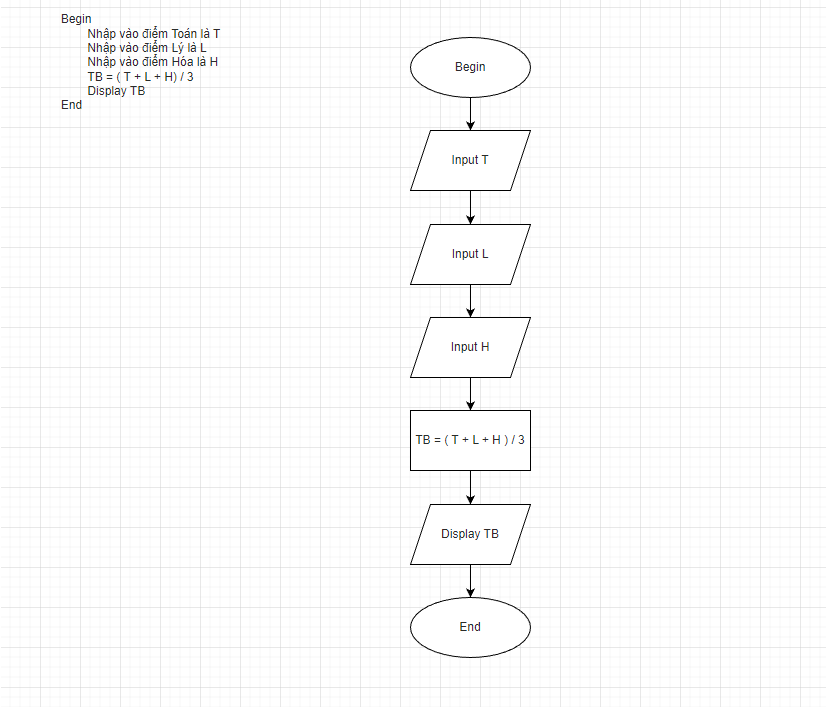 Begin
Nhập vào điểm Toán là T
Nhập vào điểm Lý là L
Nhập vào điểm Hóa là H
TB = ( T + L + H) / 3
Display TB
End
Begin
Input T
Input L
Input H
TB = ( T + L + H ) / 3
Display TB
End